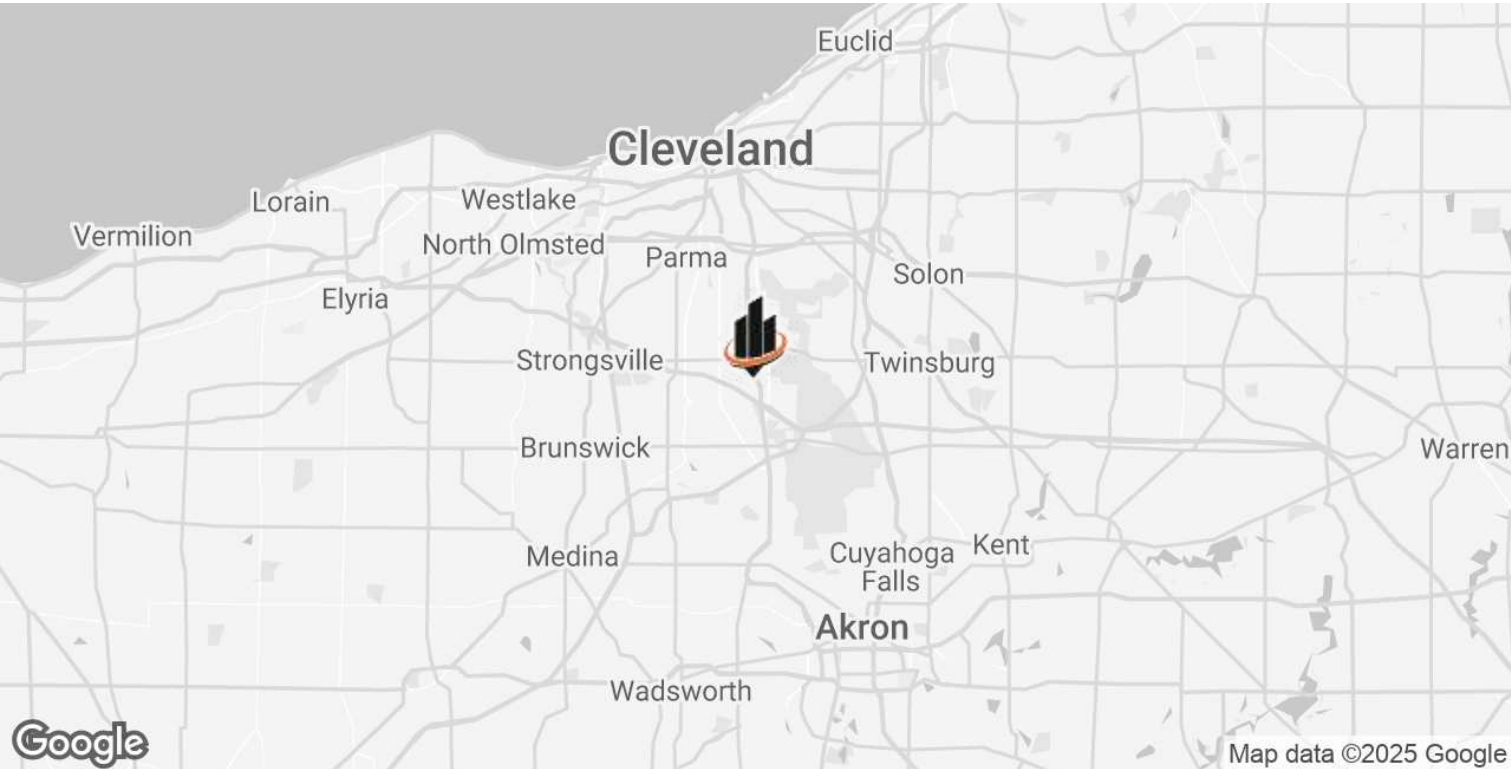 Euclid
Cleveland
Westlake
Lorain
Vermilion
North Olmsted
Parma
Solon
Elyria
Strongsville
Twinsburg
Brunswick
Warren
Medina
Cuyahoga
Falls
Kent
Akron
Wadsworth
Google
Map data ©2025 Google